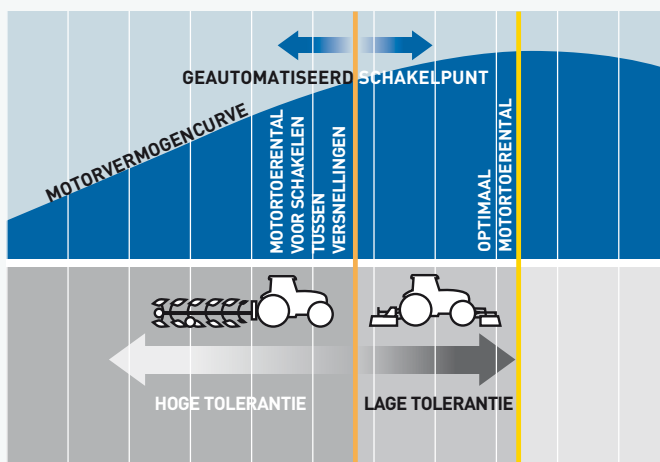 GEAUTOMATISEERD SCHAKELPUNT
MOTORVERMOGENCURVE
MOTORTOERENTAL
VOOR SCHAKELEN
TUSSEN
VERSNELLINGEN
OPTIMAAL
MOTORTOERENTAL
HOGE TOLERANTIE
LAGE TOLERANTIE